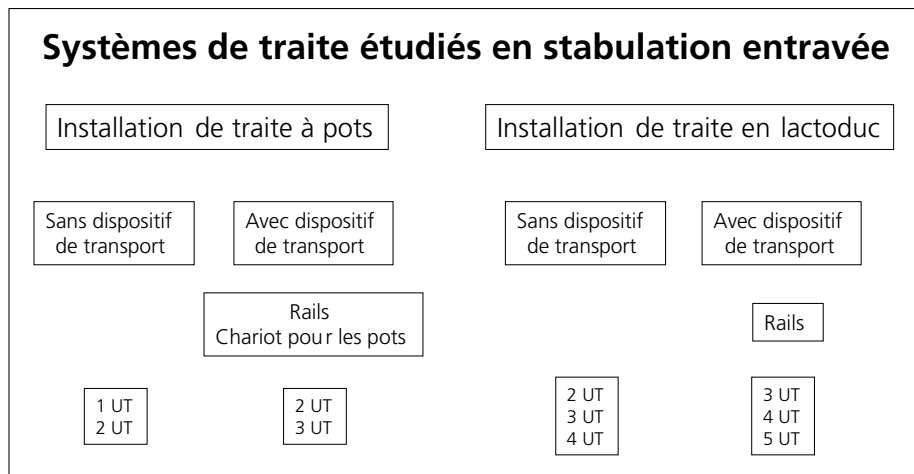 Systèmes de traite étudiés en stabulation entravée
Installation de traite à pots
Installation de traite en lactoduc
Sans dispositif
de transport
Avec dispositif
de transport
Sans dispositif
de transport
Avec dispositif
de transport
Rails
Chariot pour les pots
Rails
1 UT
2 UT
2 UT
3 UT
2 UT
3 UT
4 UT
3 UT
4 UT
5 UT